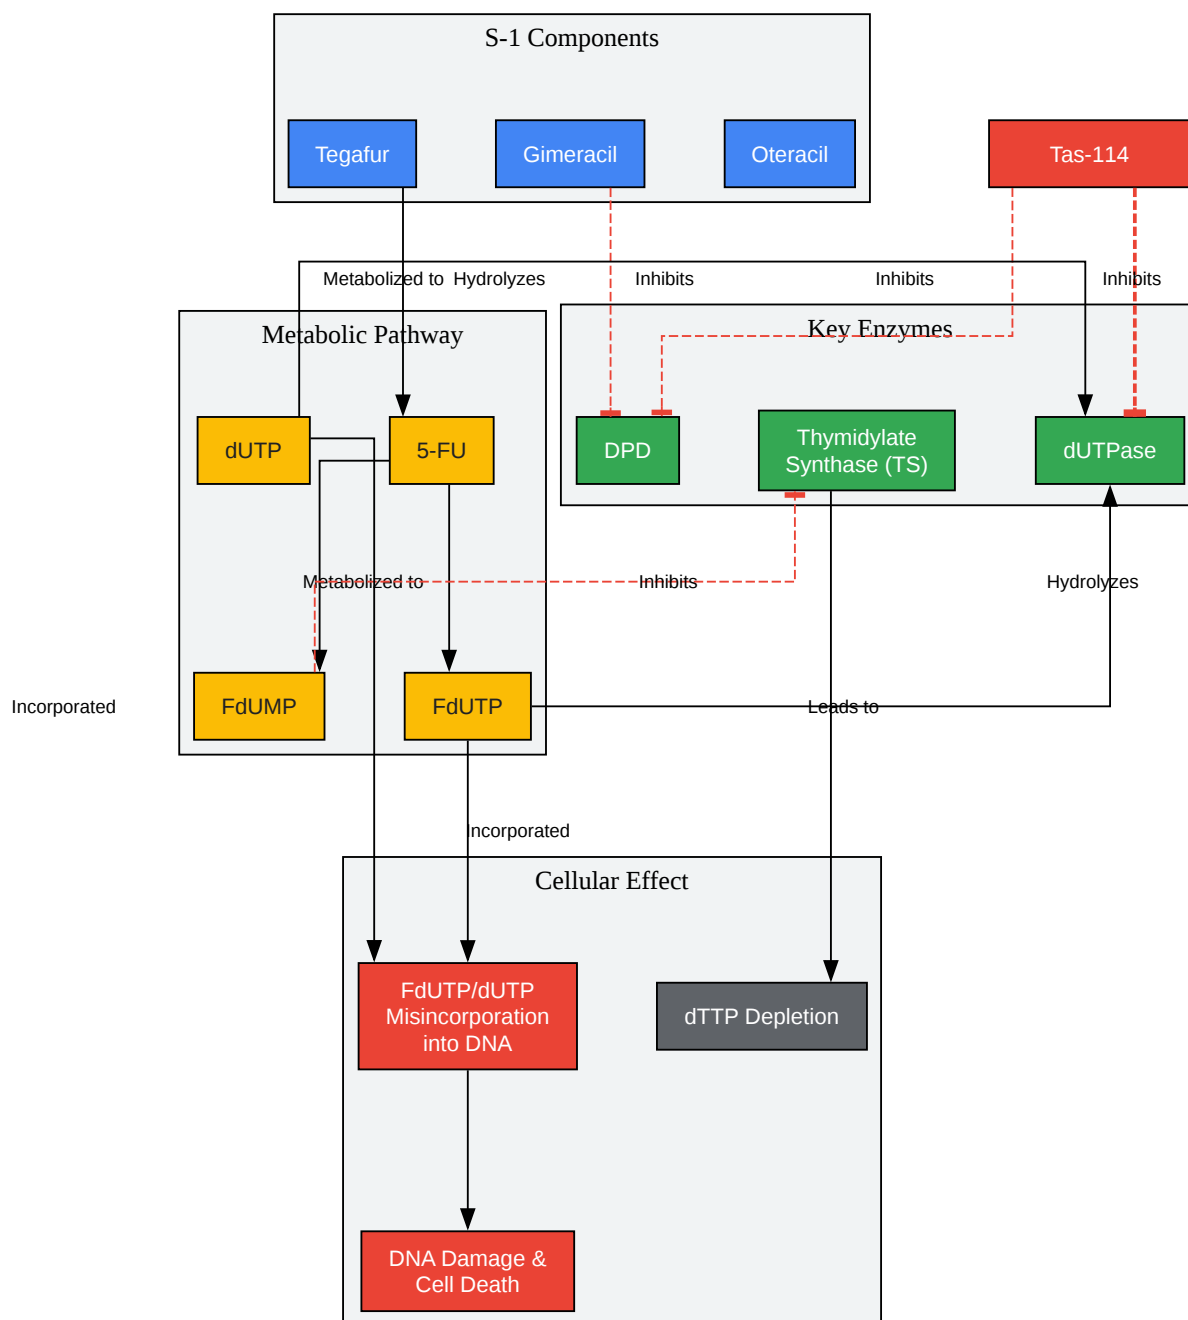 S-1 Components
Tegafur
Gimeracil
Oteracil
Tas-114
Metabolized to
Hydrolyzes
Inhibits
Inhibits
Inhibits
Metabolic Pathway
Key Enzymes
dUTP
5-FU
DPD
Thymidylate
Synthase (TS)
dUTPase
Metabolized to
Inhibits
Hydrolyzes
Incorporated
FdUMP
FdUTP
Leads to
Incorporated
Cellular Effect
FdUTP/dUTP
Misincorporation
into DNA
dTTP Depletion
DNA Damage &
Cell Death